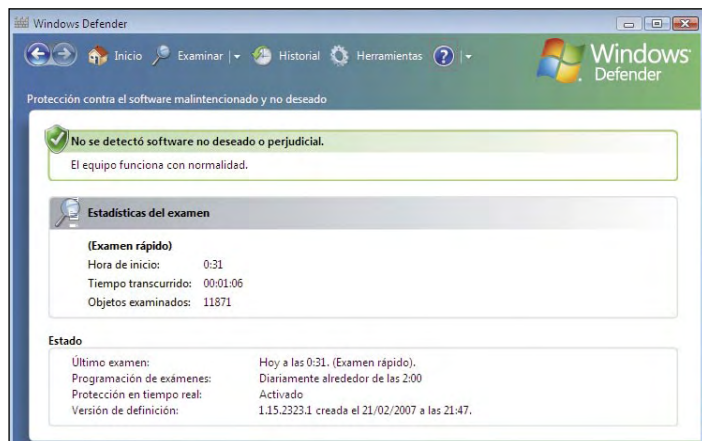 Windows Defender
Inicio Examinar Historial Herramientas ?
Windows
Defender
Protección contra el software malintencionado y no deseado
No se detectó software no deseado o perjudicial.
El equipo funciona con normalidad.
Estadísticas del examen
(Examen rápido)
Hora de inicio: 0:31
Tiempo transcurrido: 00:01:06
Objetos examinados: 11871
Estado
Último examen: Hoy a las 0:31. (Examen rápido).
Programación de exámenes: Diariamente alrededor de las 2:00
Protección en tiempo real: Activado
Versión de definición: 1.15.2323.1 creada el 21/02/2007 a las 21:47.